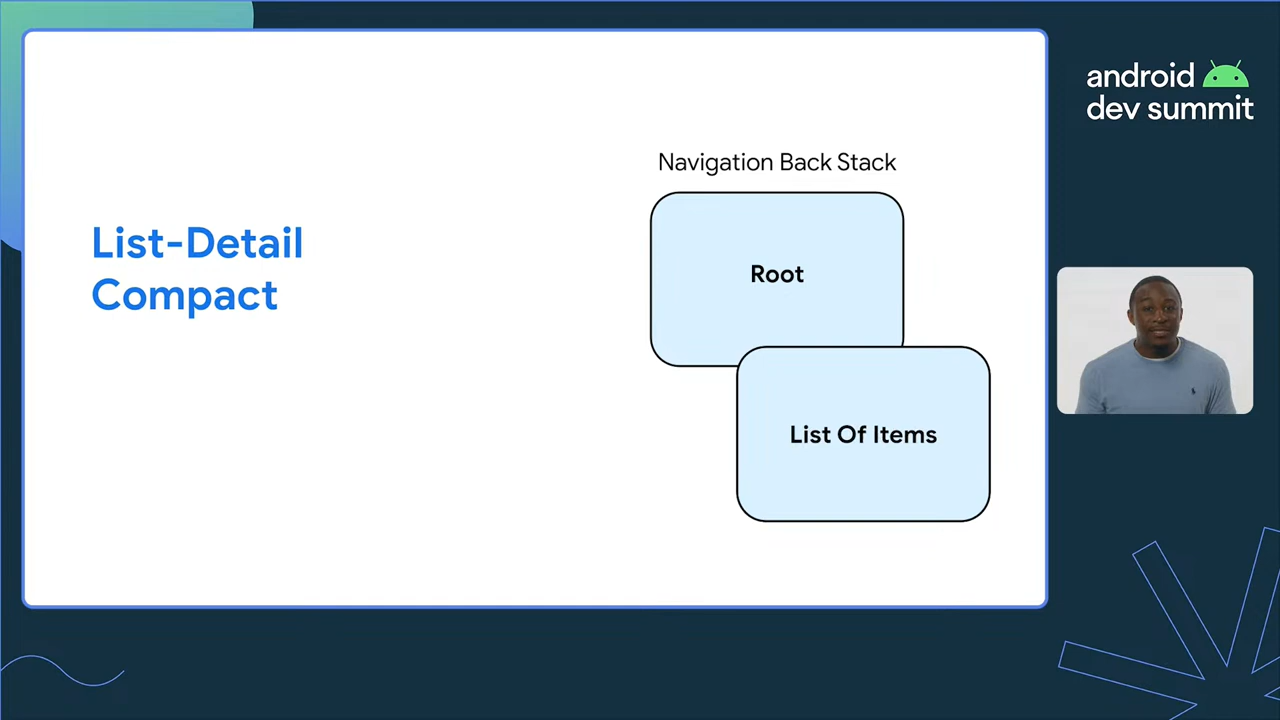 List-Detail
Compact
Navigation Back Stack
Root
List Of Items
android
dev summit